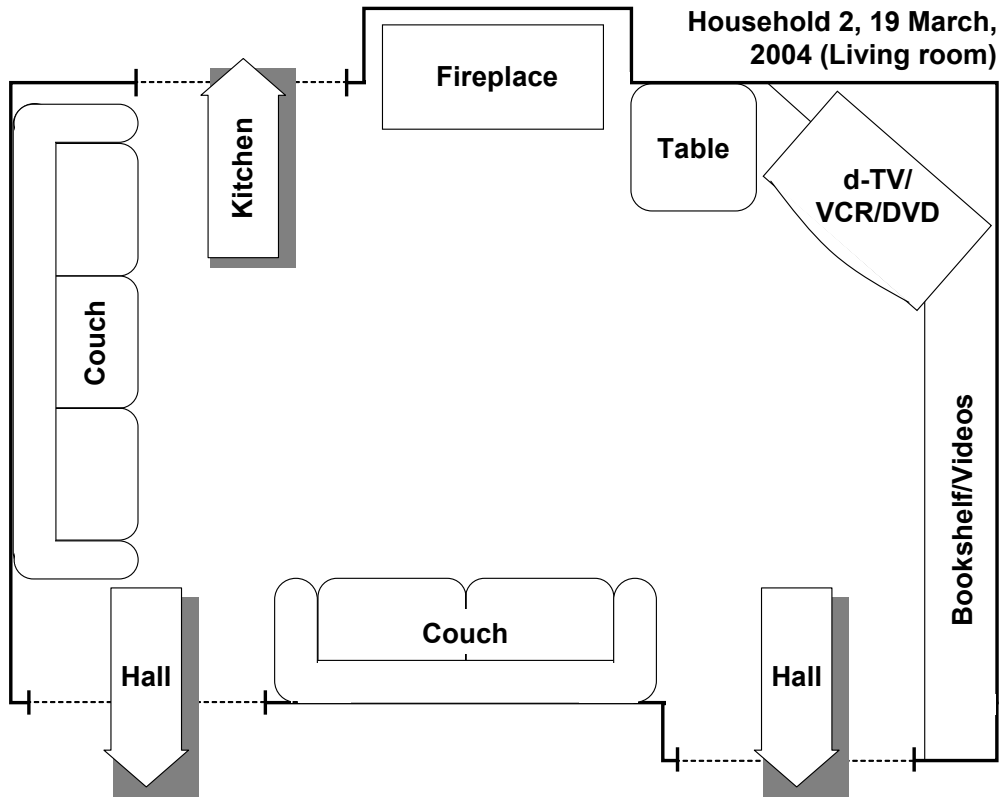 Household 2, 19 March,
2004 (Living room)
Fireplace
Kitchen
Table
d-TV/
VCR/DVD
Couch
Bookshelf/Videos
Couch
Hall
Hall